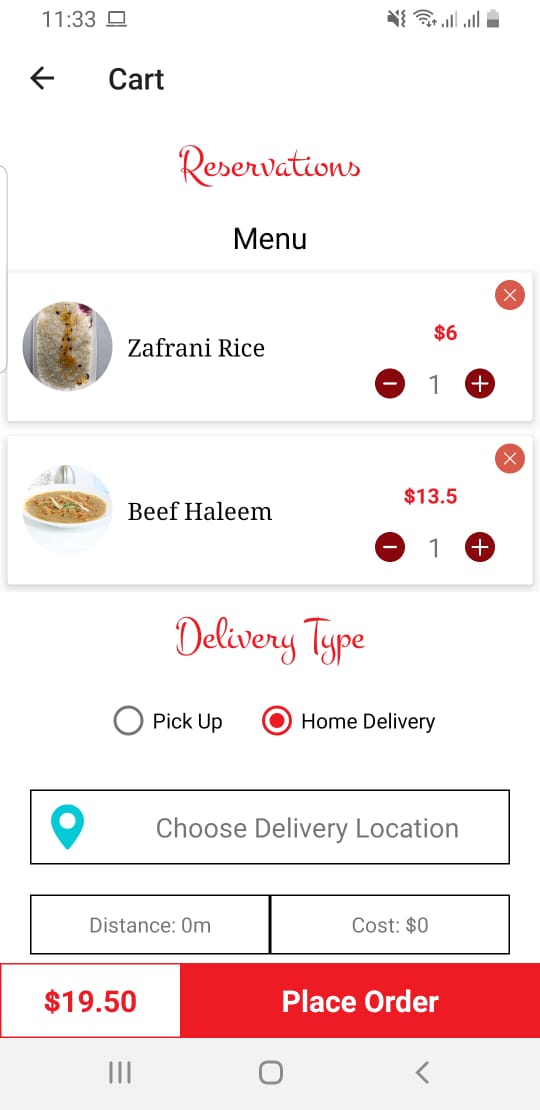 11:33
Cart
Reservations
Menu
Zafrani Rice
$6
1
Beef Haleem
$13.5
1
Delivery Type
Pick Up Home Delivery
Choose Delivery Location
Distance: 0m Cost: $0
$19.50 Place Order